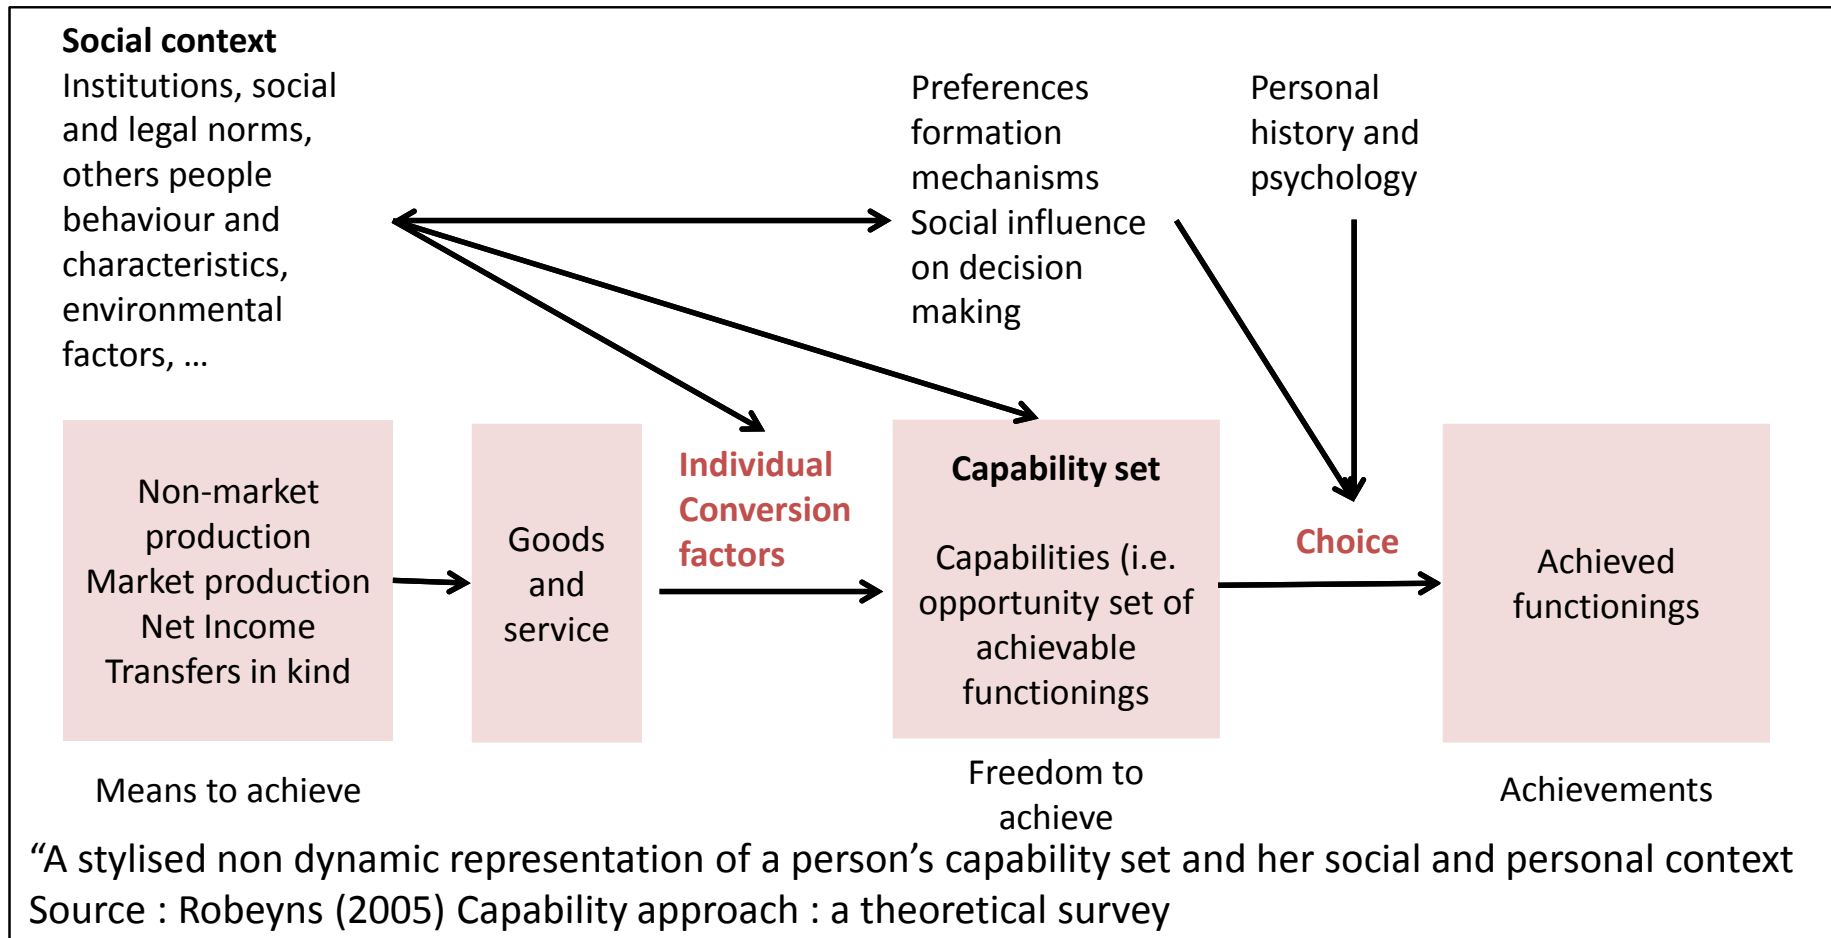 Social context
Institutions, social
and legal norms,
others people
behaviour and
characteristics,
environmental
factors, ...
Preferences
formation
mechanisms
Social influence
on decision
making
Personal
history and
psychology
Non-market
production
Market production
Net Income
Transfers in kind
Goods
and
service
Individual
Conversion
factors
Capability set
Capabilities (i.e.
opportunity set of
achievable
functionings
Choice
Achieved
functionings
Means to achieve
Freedom to
achieve
Achievements
“A stylised non dynamic representation of a person’s capability set and her social and personal context
Source : Robeyns (2005) Capability approach : a theoretical survey